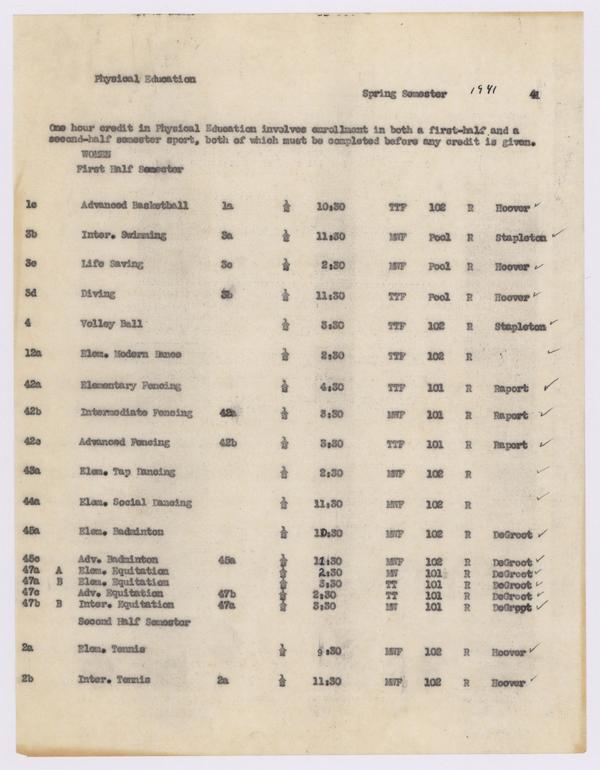 Physical Education
Spring Semester 1941 41
One hour credit in Physical Education involves enrollment in both a first-half and a
second-half semester sport, both of which must be completed before any credit is given.
WOMEN
First Half Semester
1c Advanced Basketball 1a ½ 10:30 TTF 102 R Hoover ✓
3b Inter. Swimming 3a ½ 11:30 MWF Pool R Stapleton ✓
3c Life Saving 3c ½ 2:30 MWF Pool R Hoover ✓
3d Diving 3b ½ 11:30 TTF Pool R Hoover ✓
4 Volley Ball ½ 3:30 TTF 102 R Stapleton ✓
12a Elem. Modern Dance ½ 2:30 TTF 102 R ✓
42a Elementary Fencing ½ 4:30 TTF 101 R Raport ✓
42b Intermediate Fencing 42a ½ 3:30 MWF 101 R Raport ✓
42c Advanced Fencing 42b ½ 3:30 TTF 101 R Raport ✓
43a Elem. Tap Dancing ½ 2:30 MWF 102 R ✓
44a Elem. Social Dancing ½ 11:30 MWF 102 R ✓
45a Elem. Badminton ½ 10:30 MWF 102 R DeGroot ✓
45c Adv. Badminton 45a ½ 11:30 MWF 102 R DeGroot ✓
47a A Elem. Equitation ½ 2:30 MW 101 R DeGroot ✓
47a B Elem. Equitation ½ 3:30 TT 101 R DeGroot ✓
47c Adv. Equitation 47b ½ 2:30 TT 101 R DeGroot ✓
47b B Inter. Equitation 47a ½ 3:30 MW 101 R DeGropt ✓
Second Half Semester
2a Elem. Tennis ½ 9:30 MWF 102 R Hoover ✓
2b Inter. Tennis 2a ½ 11:30 MWF 102 R Hoover ✓